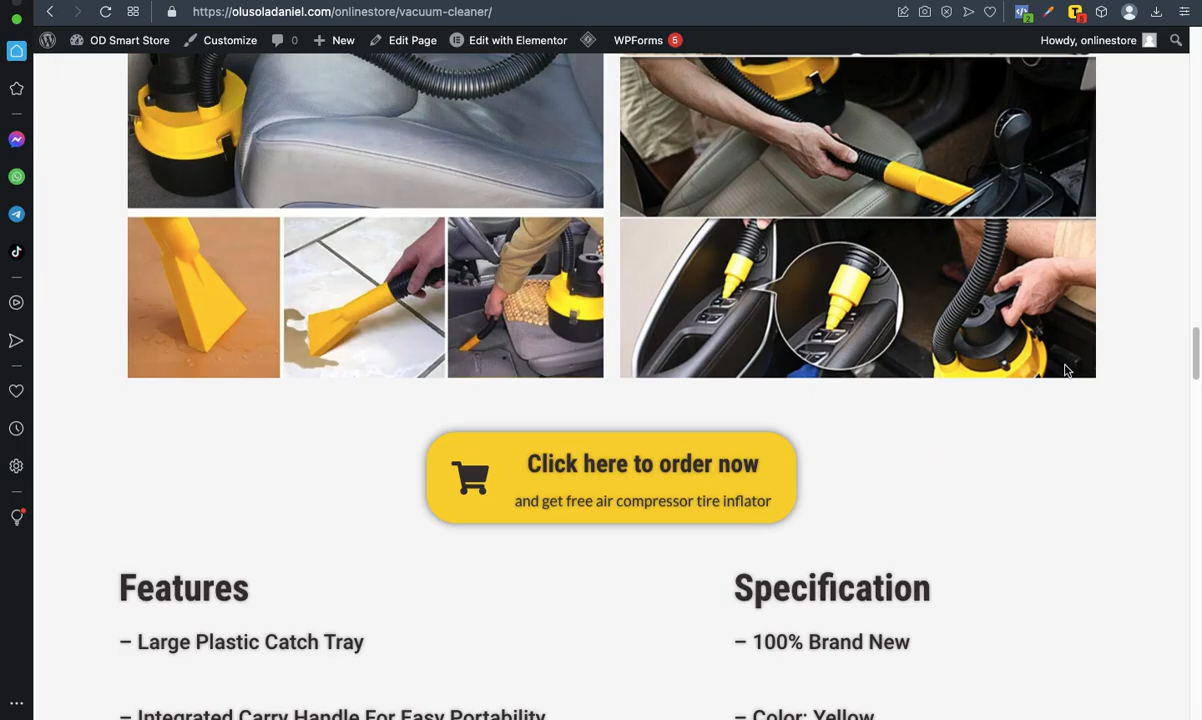 https://olusoladaniel.com/onlinestore/vacuum-cleaner/
2
5
OD Smart Store
Customize
0
New
Edit Page
Edit with Elementor
WPForms 5
Howdy, onlinestore
Click here to order now
and get free air compressor tire inflator
Features
Specification
– Large Plastic Catch Tray
– 100% Brand New
– Integrated Carry Handle For Easy Portability
– Color: Yellow